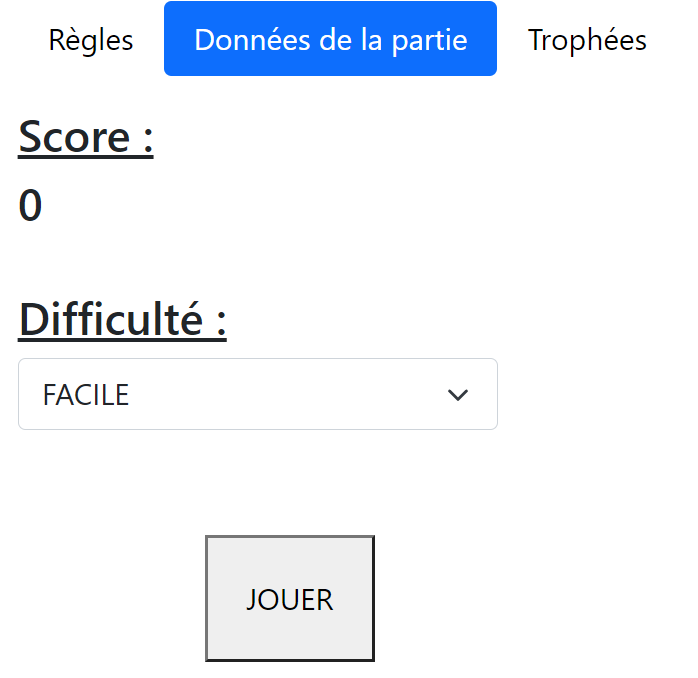 Règles Données de la partie Trophées
Score :
0
Difficulté :
FACILE
JOUER